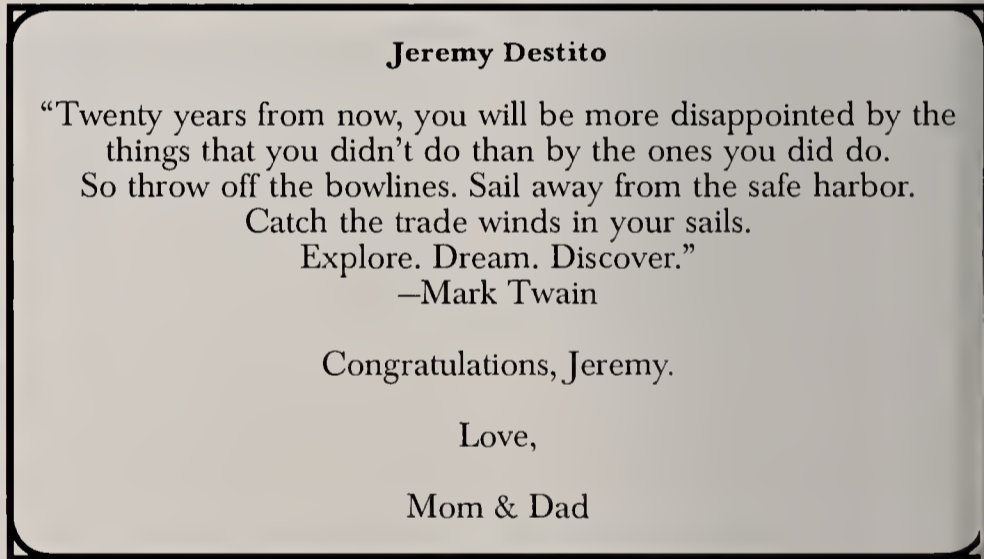 Jeremy Destito
“Twenty years from now, you will be more disappointed by the
things that you didn’t do than by the ones you did do.
So throw off the bowlines. Sail away from the safe harbor.
Catch the trade winds in your sails.
Explore. Dream. Discover.”
—Mark Twain
Congratulations, Jeremy.
Love,
Mom & Dad